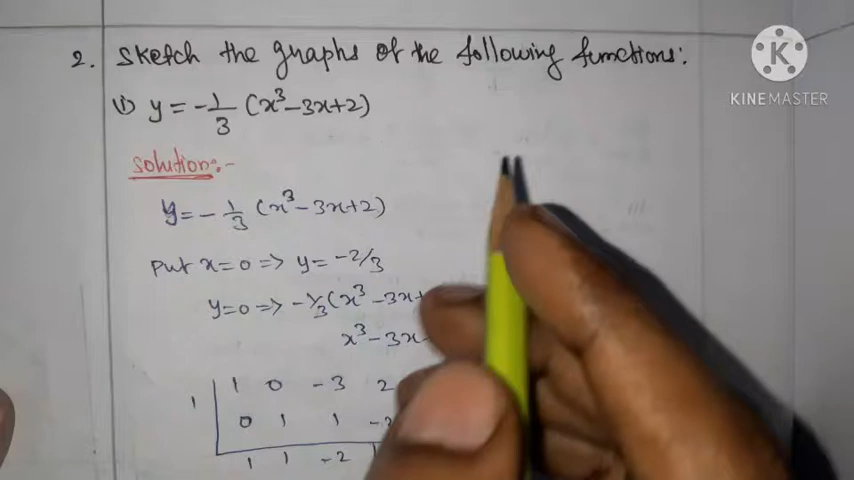 2. Sketch the graphs of the following functions:
i) y = -1/3 (x³-3x+2)
KINEMASTER
Solution:-
y = -1/3 (x³-3x+2)
Put x=0 => y= -2/3
y=0 => -1/3(x³-3x+
x³-3x
1 | 1 0 -3 2
0 1 1
1 1 -2